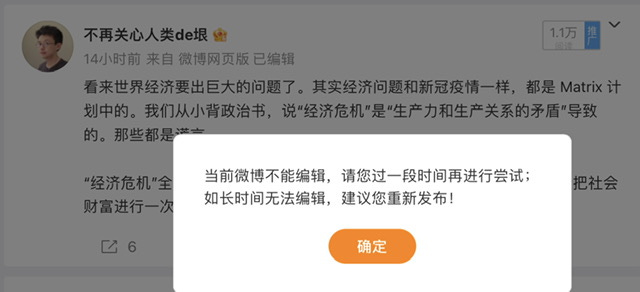 不再关心人类de垠
1.1万
阅读
推广
14小时前 来自 微博网页版 已编辑
看来世界经济要出巨大的问题了。其实经济问题和新冠疫情一样，都是 Matrix 计
划中的。我们从小背政治书，说“经济危机”是“生产力和生产关系的矛盾”导致
的。那些都是谎言
当前微博不能编辑，请您过一段时间再进行尝试；
“经济危机”全
把社会
如长时间无法编辑，建议您重新发布！
财富进行一次
确定
6